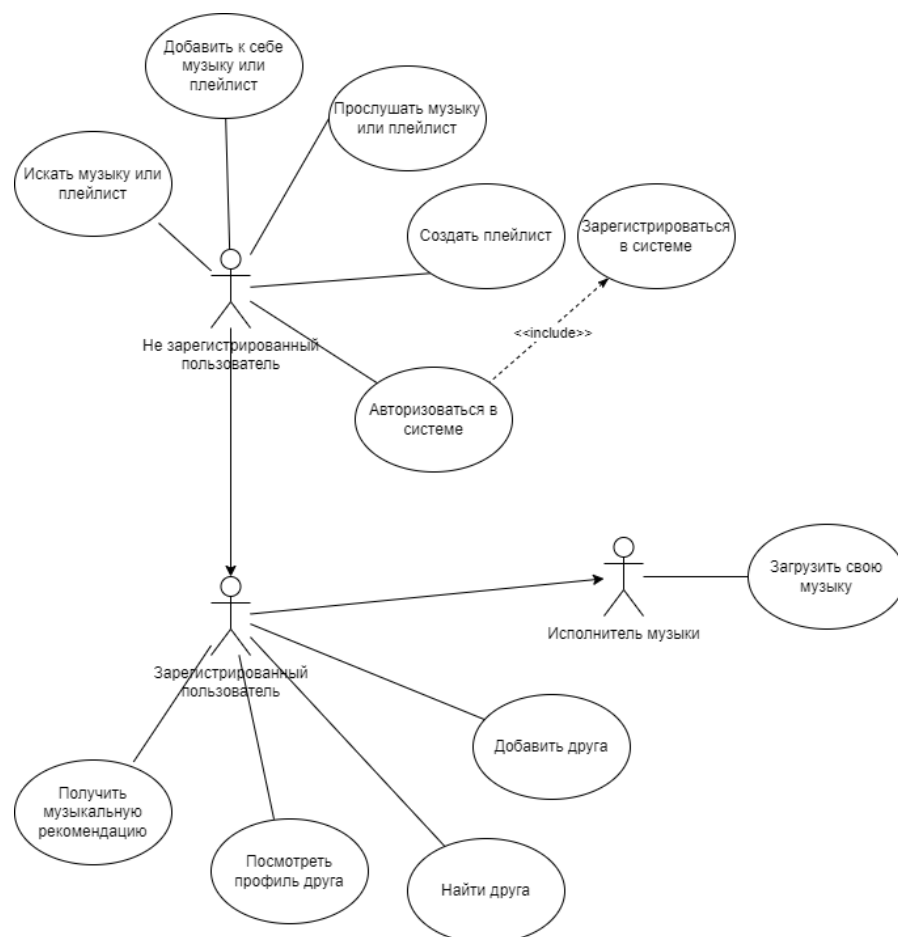 Добавить к себе
музыку или
плейлист
Прослушать музыку
или плейлист
Искать музыку или
плейлист
Создать плейлист
Зарегистрироваться
в системе
<<include>>
Не зарегистрированный
пользователь
Авторизоваться в
системе
Загрузить свою
музыку
Исполнитель музыки
Зарегистрированный
пользователь
Добавить друга
Получить
музыкальную
рекомендацию
Посмотреть
профиль друга
Найти друга